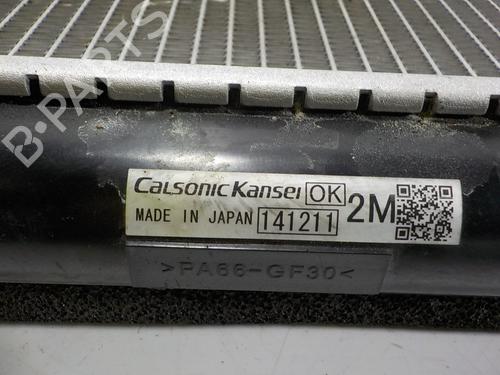 B-PARTS
Calsonic Kansei OK 2M
MADE IN JAPAN 141211
>PA66-GF30<